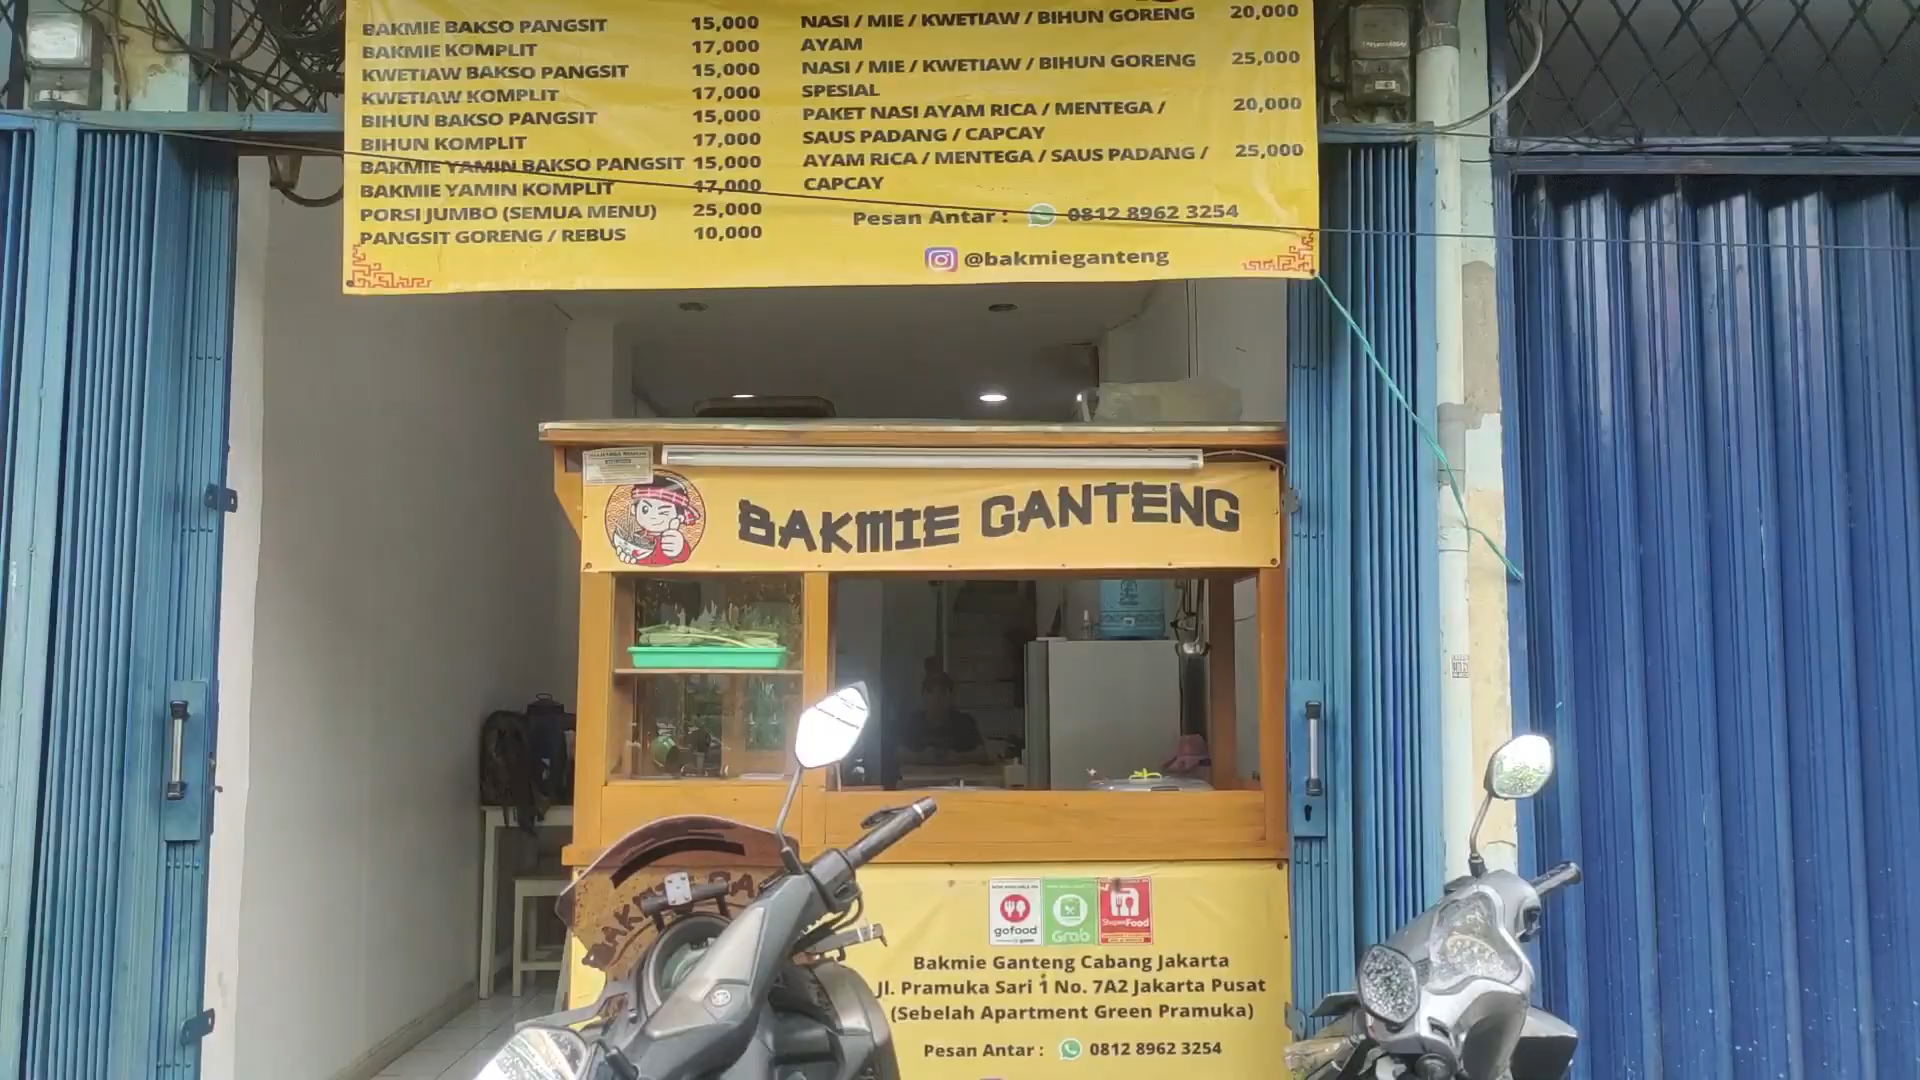 BAKMIE BAKSO PANGSIT 15,000
BAKMIE KOMPLIT 17,000
KWETIAW BAKSO PANGSIT 15,000
KWETIAW KOMPLIT 17,000
BIHUN BAKSO PANGSIT 15,000
BIHUN KOMPLIT 17,000
BAKMIE YAMIN BAKSO PANGSIT 15,000
BAKMIE YAMIN KOMPLIT 17,000
PORSI JUMBO (SEMUA MENU) 25,000
PANGSIT GORENG / REBUS 10,000
NASI / MIE / KWETIAW / BIHUN GORENG 20,000
AYAM
NASI / MIE / KWETIAW / BIHUN GORENG 25,000
SPESIAL
PAKET NASI AYAM RICA / MENTEGA / 20,000
SAUS PADANG / CAPCAY
AYAM RICA / MENTEGA / SAUS PADANG / 25,000
CAPCAY
Pesan Antar : 0812 8962 3254
@bakmieganteng
BAKMIE GANTENG
gofood
Grab
ShopeeFood
Bakmie Ganteng Cabang Jakarta
Jl. Pramuka Sari 1 No. 7A2 Jakarta Pusat
(Sebelah Apartment Green Pramuka)
Pesan Antar : 0812 8962 3254